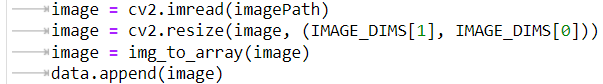 image = cv2.imread(imagePath)
image = cv2.resize(image, (IMAGE_DIMS[1], IMAGE_DIMS[0]))
image = img_to_array(image)
data.append(image)